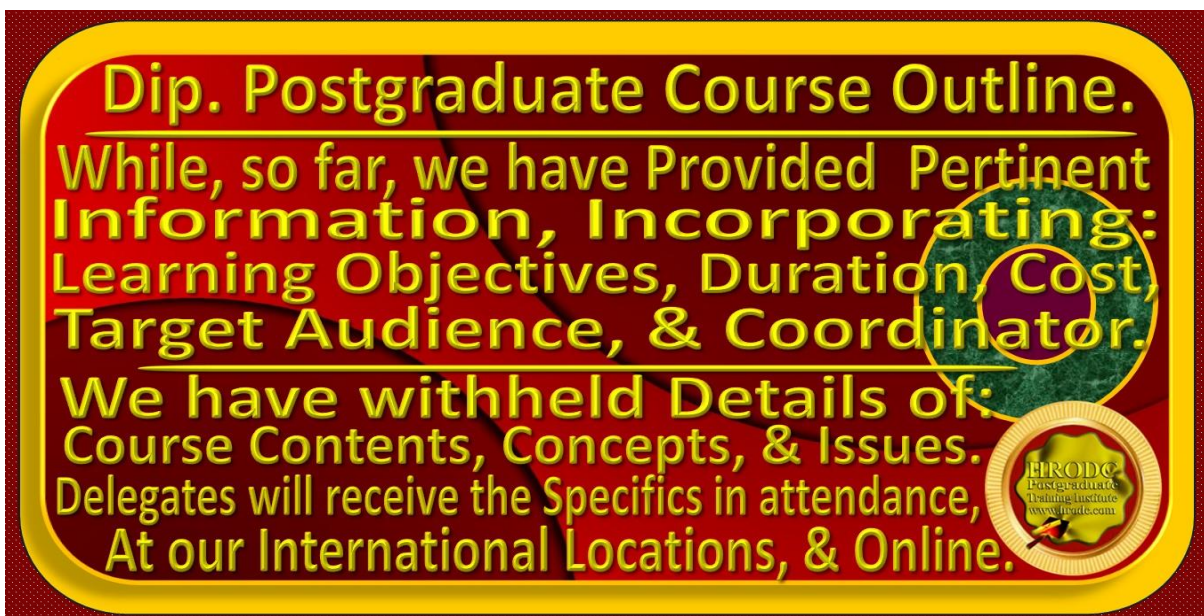 Dip. Postgraduate Course Outline.
While, so far, we have Provided Pertinent
Information, Incorporating:
Learning Objectives, Duration, Cost,
Target Audience, & Coordinator.
We have withheld Details of:
Course Contents, Concepts, & Issues.
Delegates will receive the Specifics in attendance,
At our International Locations, & Online.
HRODC
Postgraduate
Training Institute
www.hrodc.com